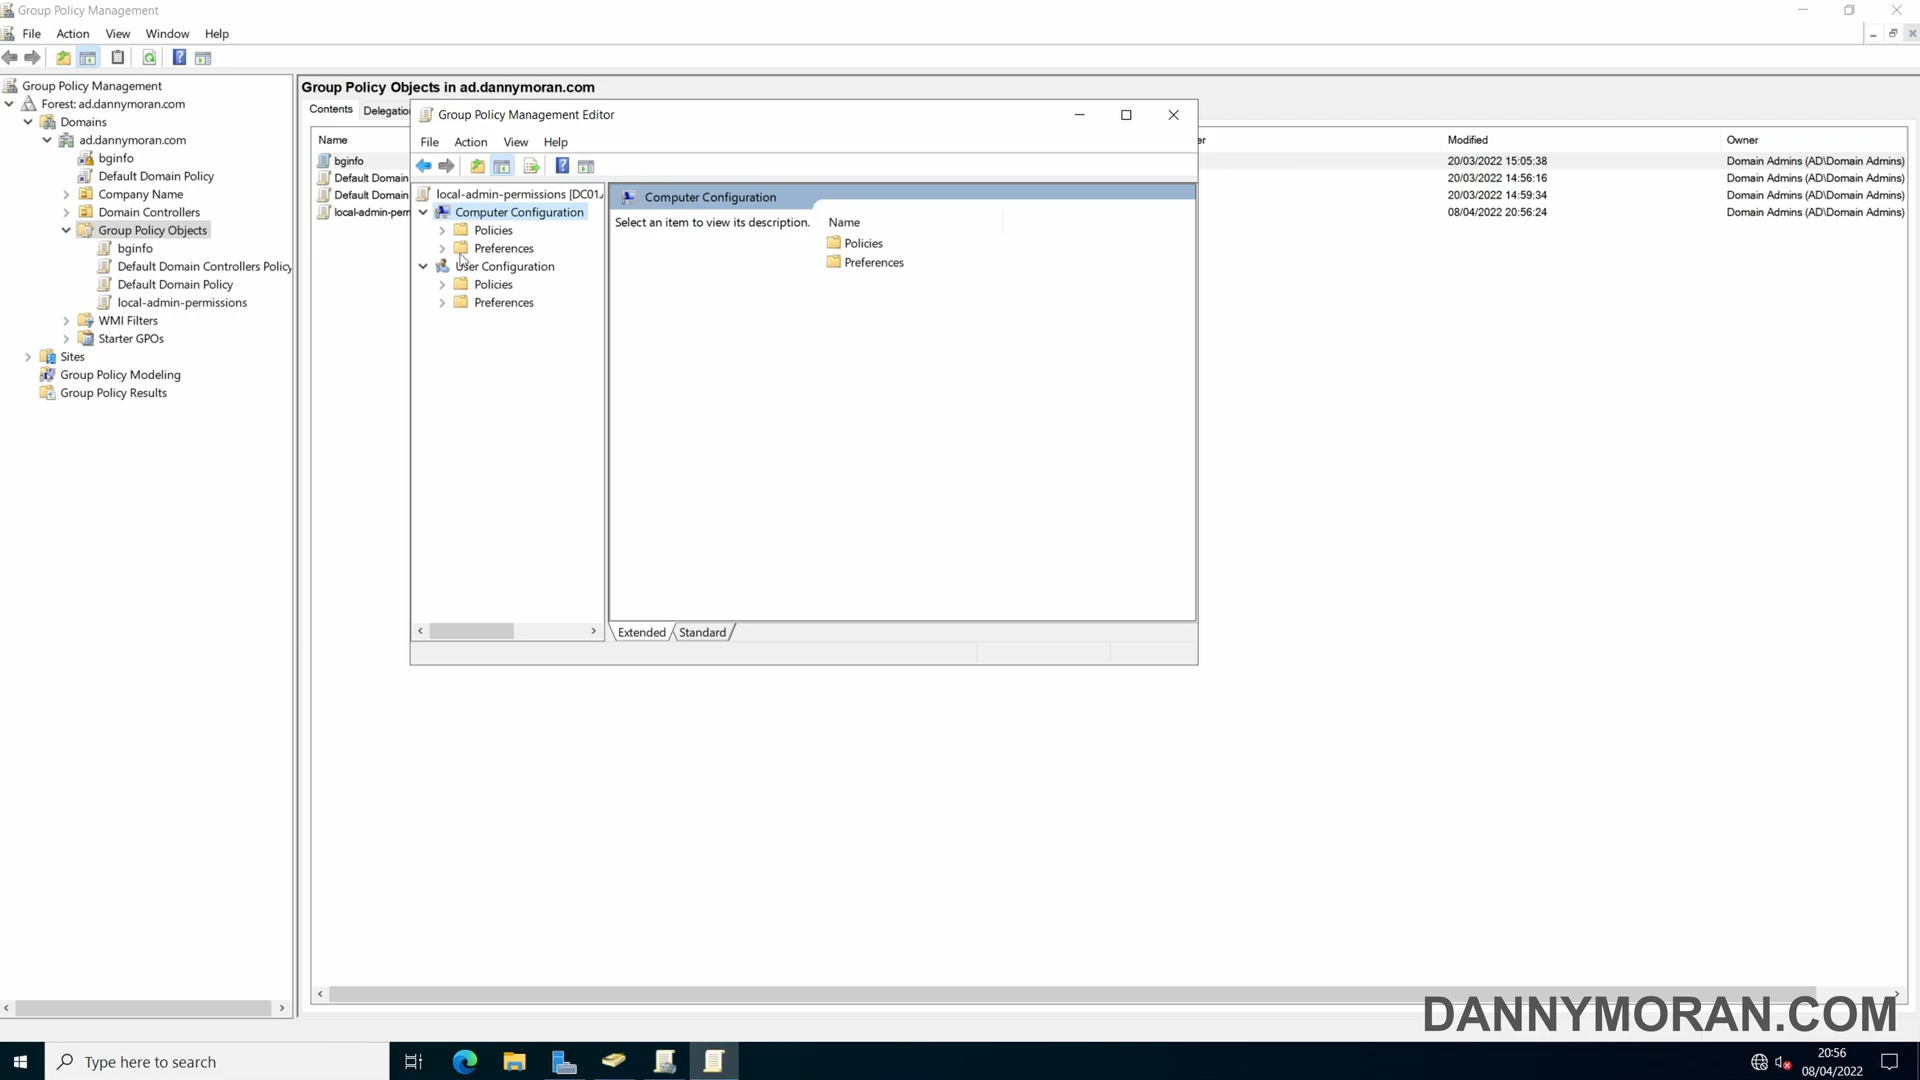 Group Policy Management
File Action View Window Help
Group Policy Management
Forest: ad.dannymoran.com
Domains
ad.dannymoran.com
bginfo
Default Domain Policy
Company Name
Domain Controllers
Group Policy Objects
bginfo
Default Domain Controllers Policy
Default Domain Policy
local-admin-permissions
WMI Filters
Starter GPOs
Sites
Group Policy Modeling
Group Policy Results
Group Policy Objects in ad.dannymoran.com
Contents Delegatio
Name er Modified Owner
bginfo 20/03/2022 15:05:38 Domain Admins (AD\Domain Admins)
Default Domain 20/03/2022 14:56:16 Domain Admins (AD\Domain Admins)
Default Domain 20/03/2022 14:59:34 Domain Admins (AD\Domain Admins)
local-admin-perm 08/04/2022 20:56:24 Domain Admins (AD\Domain Admins)
Group Policy Management Editor
File Action View Help
local-admin-permissions [DC01.
Computer Configuration
Policies
Preferences
User Configuration
Policies
Preferences
Computer Configuration
Select an item to view its description.
Name
Policies
Preferences
Extended Standard
DANNYMORAN.COM
Type here to search
20:56
08/04/2022